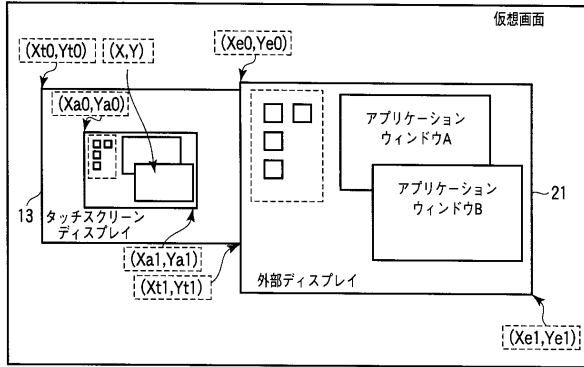 仮想画面
(Xt0,Yt0)
(X,Y)
(Xe0,Ye0)
(Xa0,Ya0)
アプリケーション
ウィンドウA
アプリケーション
ウィンドウB
13
タッチスクリーン
ディスプレイ
21
(Xa1,Ya1)
(Xt1,Yt1)
外部ディスプレイ
(Xe1,Ye1)